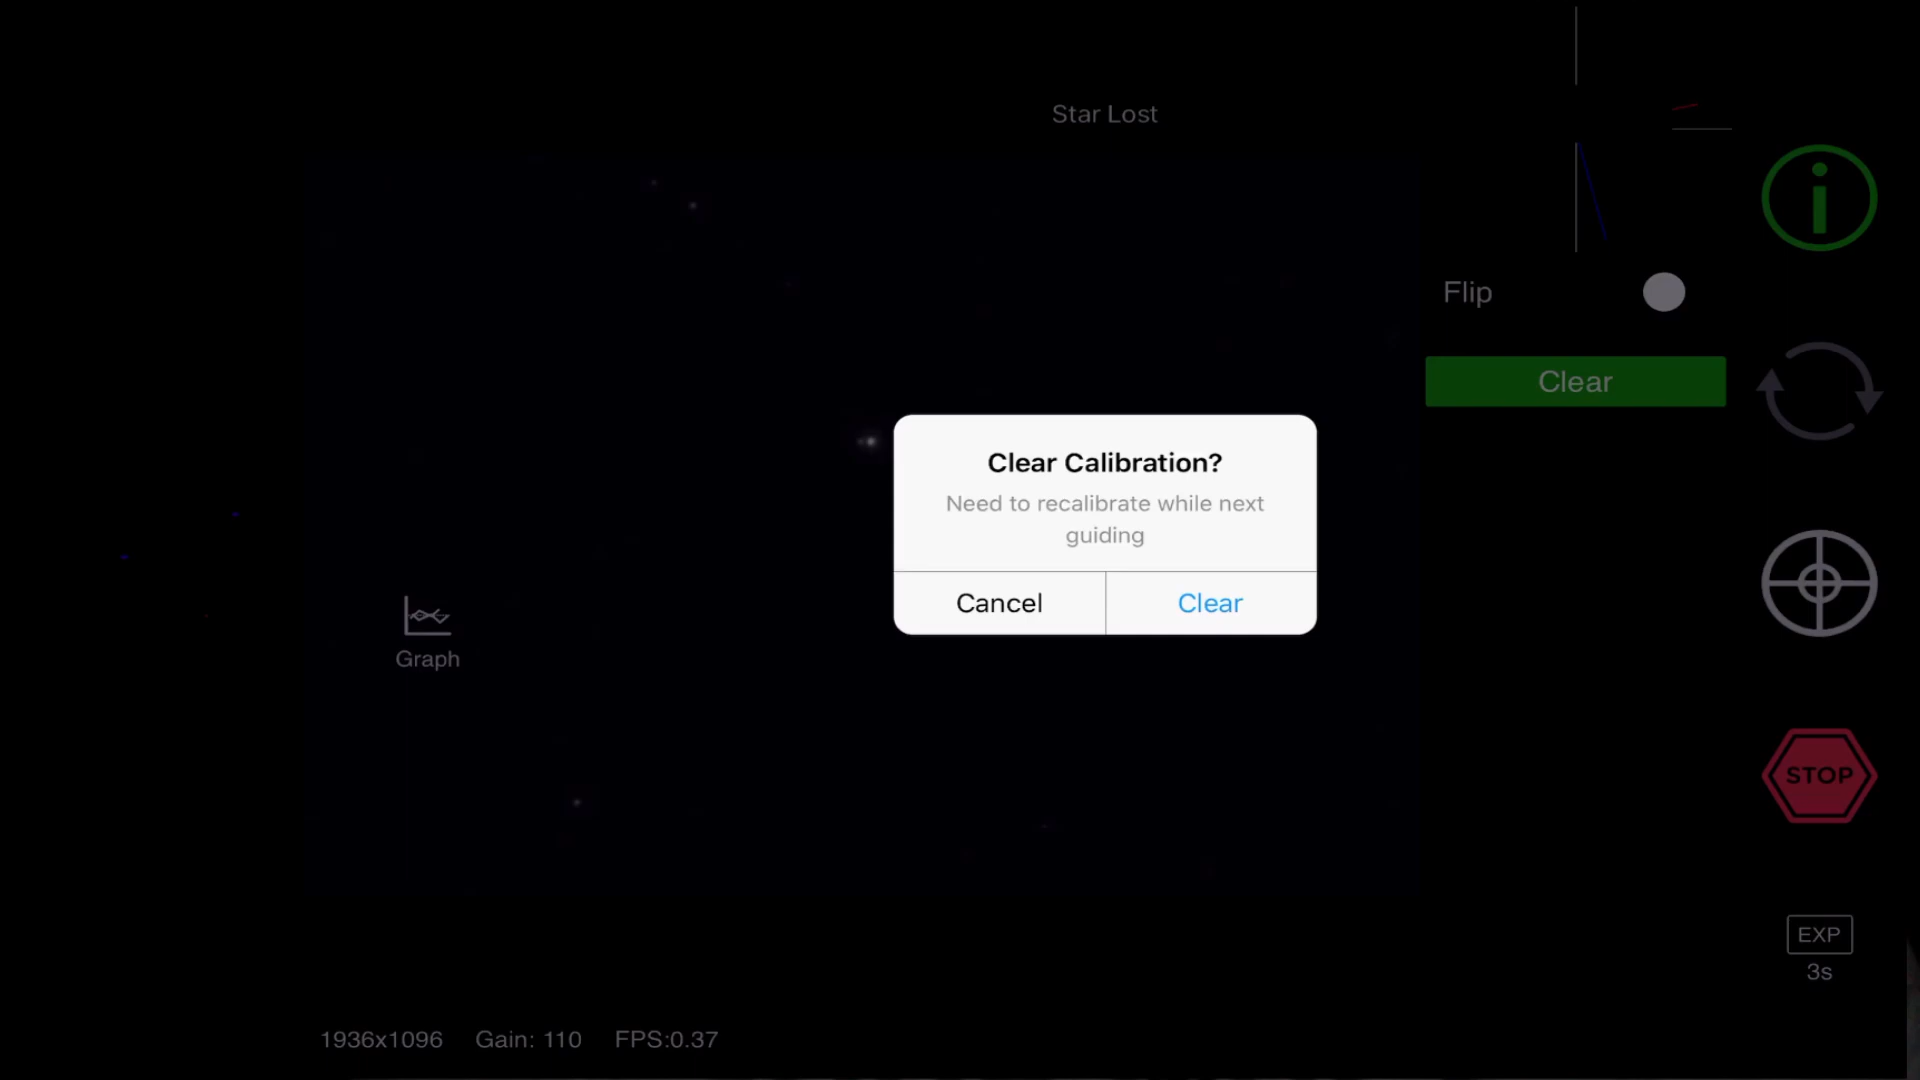 Star Lost
Flip
Clear
Clear Calibration?
Need to recalibrate while next
guiding
Cancel
Clear
Graph
STOP
EXP
3s
1936x1096 Gain: 110 FPS:0.37